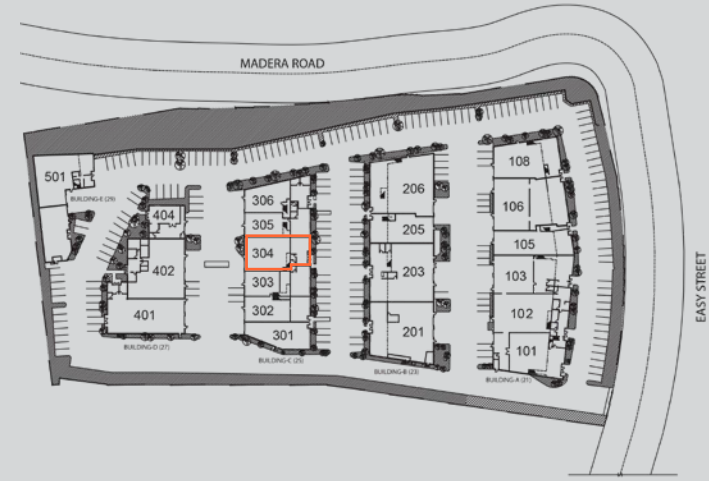 MADERA ROAD
EASY STREET
501
BUILDING-E (29)
404
402
401
BUILDING-D (27)
306
305
304
303
302
301
BUILDING-C (25)
206
205
203
201
BUILDING-B (23)
108
106
105
103
102
101
BUILDING-A (21)